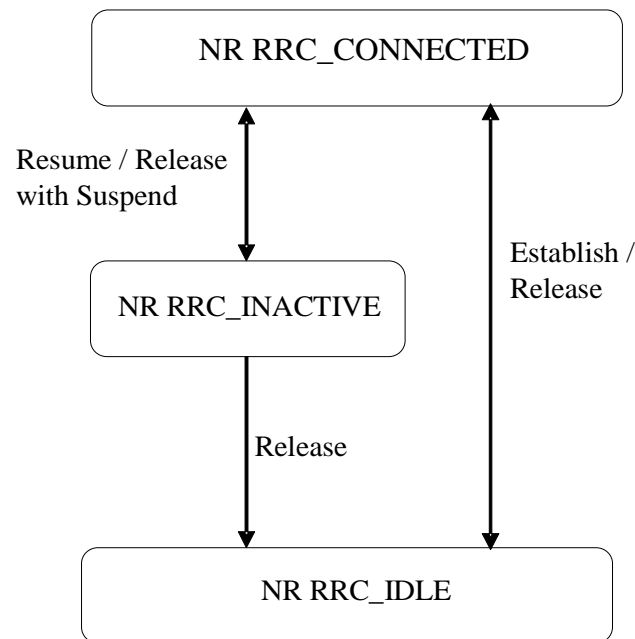 NR RRC_CONNECTED
Resume / Release
with Suspend
Establish /
Release
NR RRC_INACTIVE
Release
NR RRC_IDLE